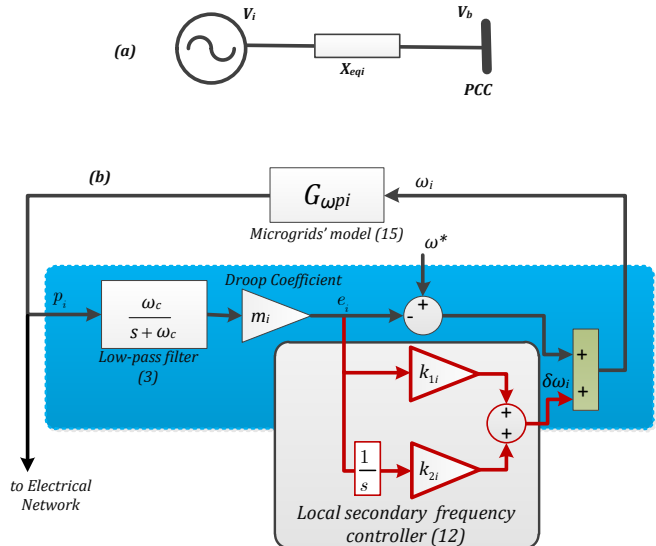 V_i
V_b
(a)
X_eqi
PCC
(b)
G_ωpi
ω_i
Microgrids' model (15)
ω*
Droop Coefficient
p_i
ω_c
s + ω_c
m_i
e_i
+
-
Low-pass filter
(3)
+
+
k_1i
δω_i
+
+
1
s
k_2i
to Electrical
Network
Local secondary frequency
controller (12)